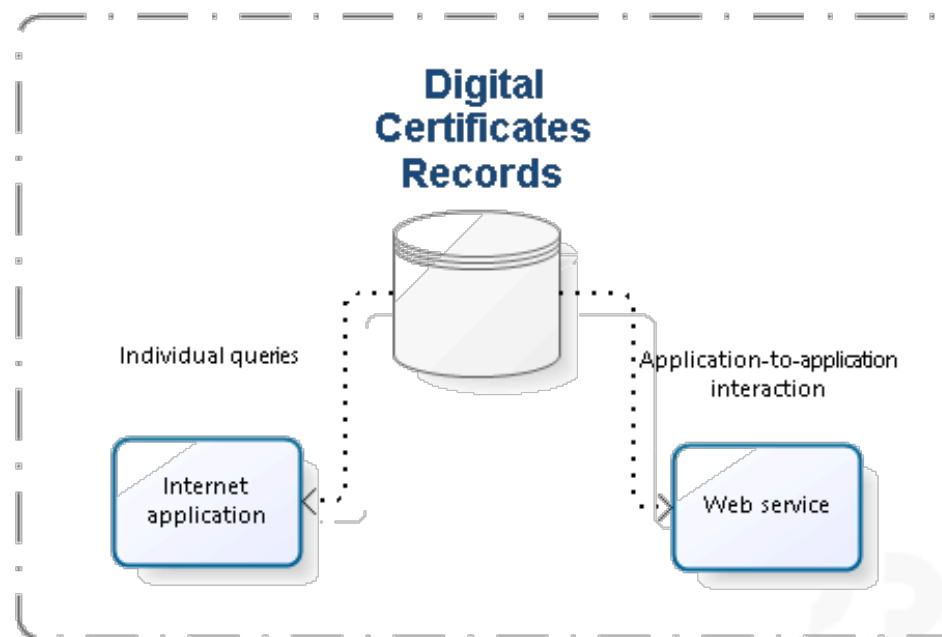 Digital
Certificates
Records
Individual queries
Application-to-application
interaction
Internet
application
Web service